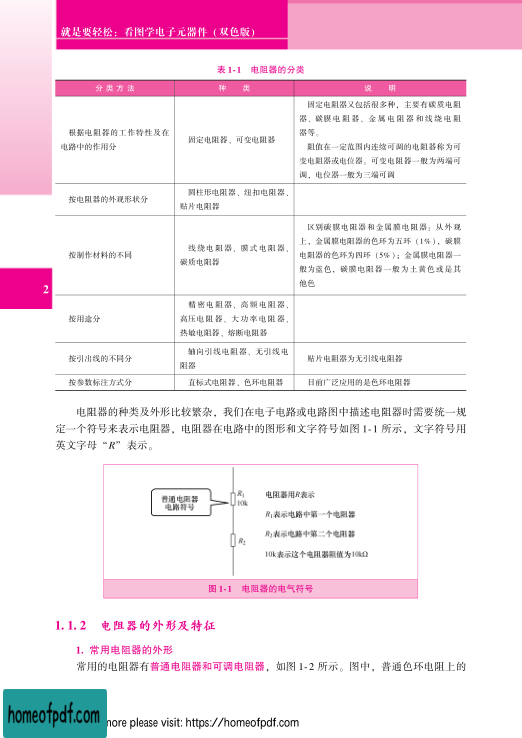 就是要轻松：看图学电子元器件（双色版）
表 1-1 电阻器的分类
分 类 方 法
种 类
说 明
根据电阻器的工作特性及在
电路中的作用分
固定电阻器、可变电阻器
固定电阻器又包括很多种，主要有碳质电阻
器、碳膜电阻器、金属电阻器和线绕电阻
器等。
阻值在一定范围内连续可调的电阻器称为可
变电阻器或电位器。可变电阻器一般为两端可
调，电位器一般为三端可调
按电阻器的外观形状分
圆柱形电阻器、纽扣电阻器、
贴片电阻器
按制作材料的不同
线绕电阻器、膜式电阻器、
碳质电阻器
区别碳膜电阻器和金属膜电阻器：从外观
上，金属膜电阻器的色环为五环（1%），碳膜
电阻器的色环为四环（5%）；金属膜电阻器一
般为蓝色，碳膜电阻器一般为土黄色或是其
他色
2
按用途分
精密电阻器、高频电阻器、
高压电阻器、大功率电阻器、
热敏电阻器、熔断电阻器
按引出线的不同分
轴向引线电阻器、无引线电
阻器
贴片电阻器为无引线电阻器
按参数标注方式分
直标式电阻器、色环电阻器
目前广泛应用的是色环电阻器
电阻器的种类及外形比较繁杂，我们在电子电路或电路图中描述电阻器时需要统一规
定一个符号来表示电阻器，电阻器在电路中的图形和文字符号如图 1-1 所示，文字符号用
英文字母“R”表示。
普通电阻器
电路符号
R1
10k
R2
电阻器用R表示
R1表示电路中第一个电阻器
R2表示电路中第二个电阻器
10k表示这个电阻器阻值为10kΩ
图 1-1 电阻器的电气符号
1.1.2 电阻器的外形及特征
1. 常用电阻器的外形
常用的电阻器有普通电阻器和可调电阻器，如图 1-2 所示。图中，普通色环电阻上的
homeofpdf.com
more please visit: https://homeofpdf.com